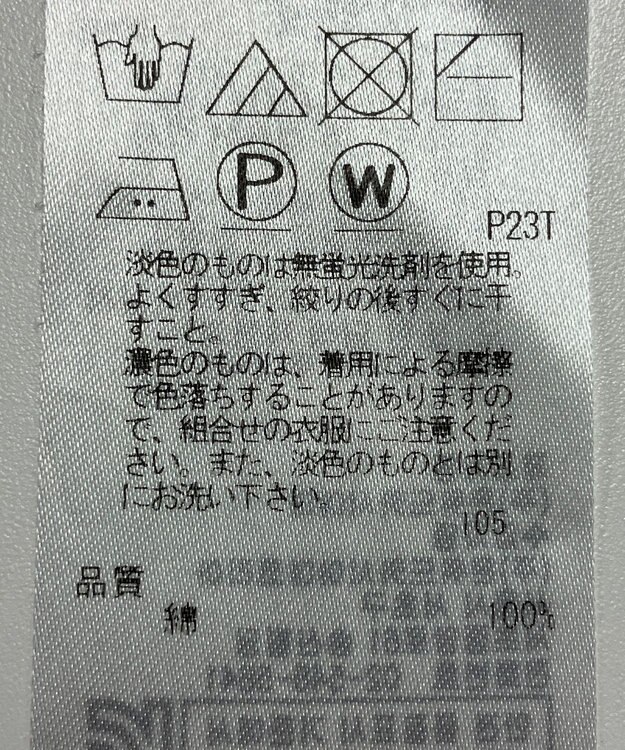 P W
P23T
淡色のものは無蛍光洗剤を使用。
よくすすぎ、絞りの後すぐに干
すこと。
濃色のものは、着用による摩擦
で色落ちすることがありますの
で、組合せの衣服にご注意くだ
さい。また、淡色のものとは別
にお洗い下さい。
105
品質
綿 100%